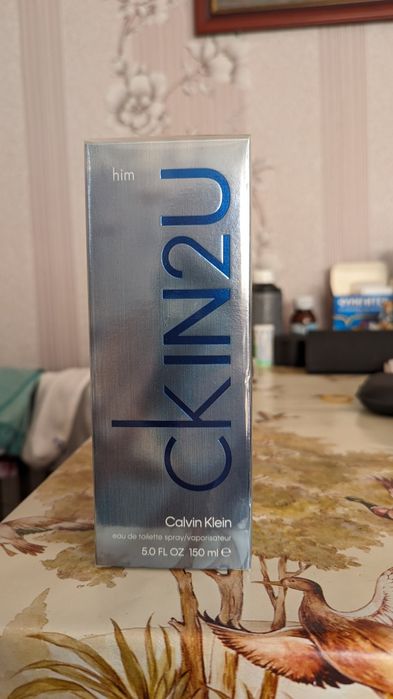 him
ckIN2U
Calvin Klein
eau de toilette spray/vaporisateur
5.0 FL OZ 150 ml ℮